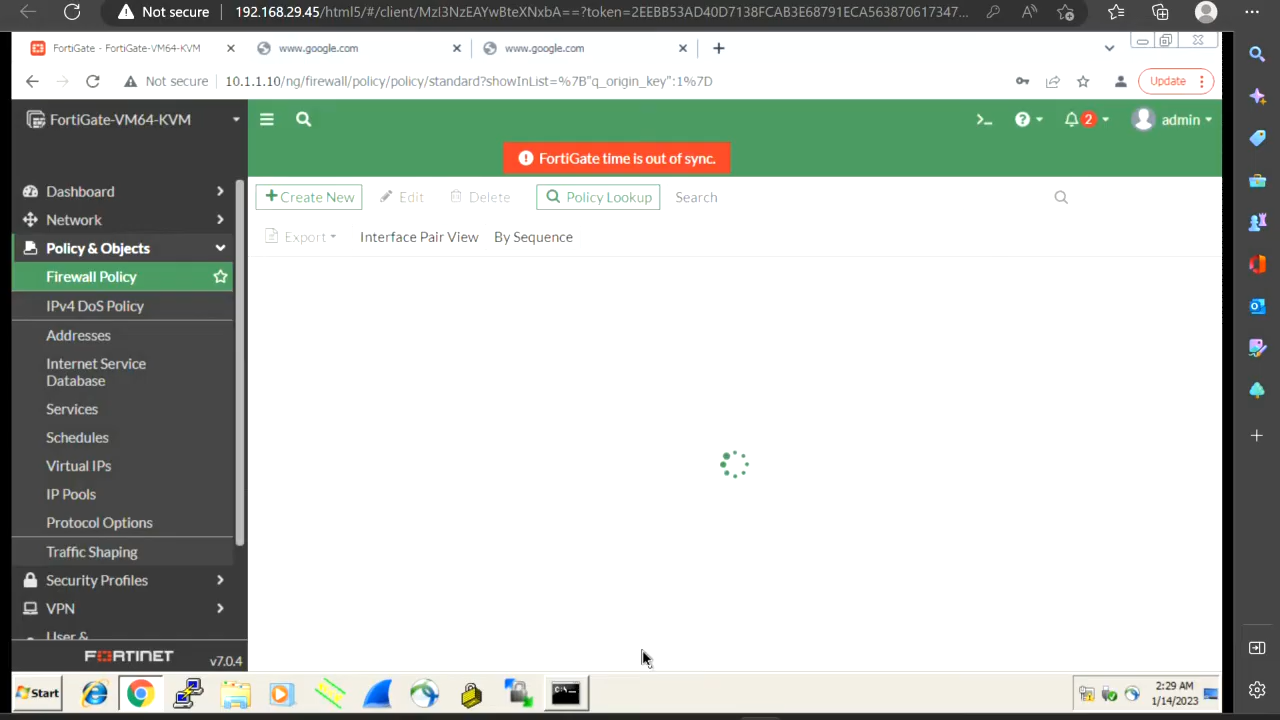 Not secure
192.168.29.45/html5/#/client/MzI3NzEAYwBteXNxbA==?token=2EEBB53AD40D7138FCAB3E68791ECA563870617347...
FortiGate - FortiGate-VM64-KVM
www.google.com
www.google.com
Not secure
10.1.1.10/ng/firewall/policy/policy/standard?showInList=%7B"q_origin_key":1%7D
Update
FortiGate-VM64-KVM
2
admin
FortiGate time is out of sync.
Dashboard
Network
Policy & Objects
Firewall Policy
IPv4 DoS Policy
Addresses
Internet Service
Database
Services
Schedules
Virtual IPs
IP Pools
Protocol Options
Traffic Shaping
Security Profiles
VPN
User &
FORTINET
v7.0.4
Create New
Edit
Delete
Policy Lookup
Search
Export
Interface Pair View
By Sequence
Start
2:29 AM
1/14/2023